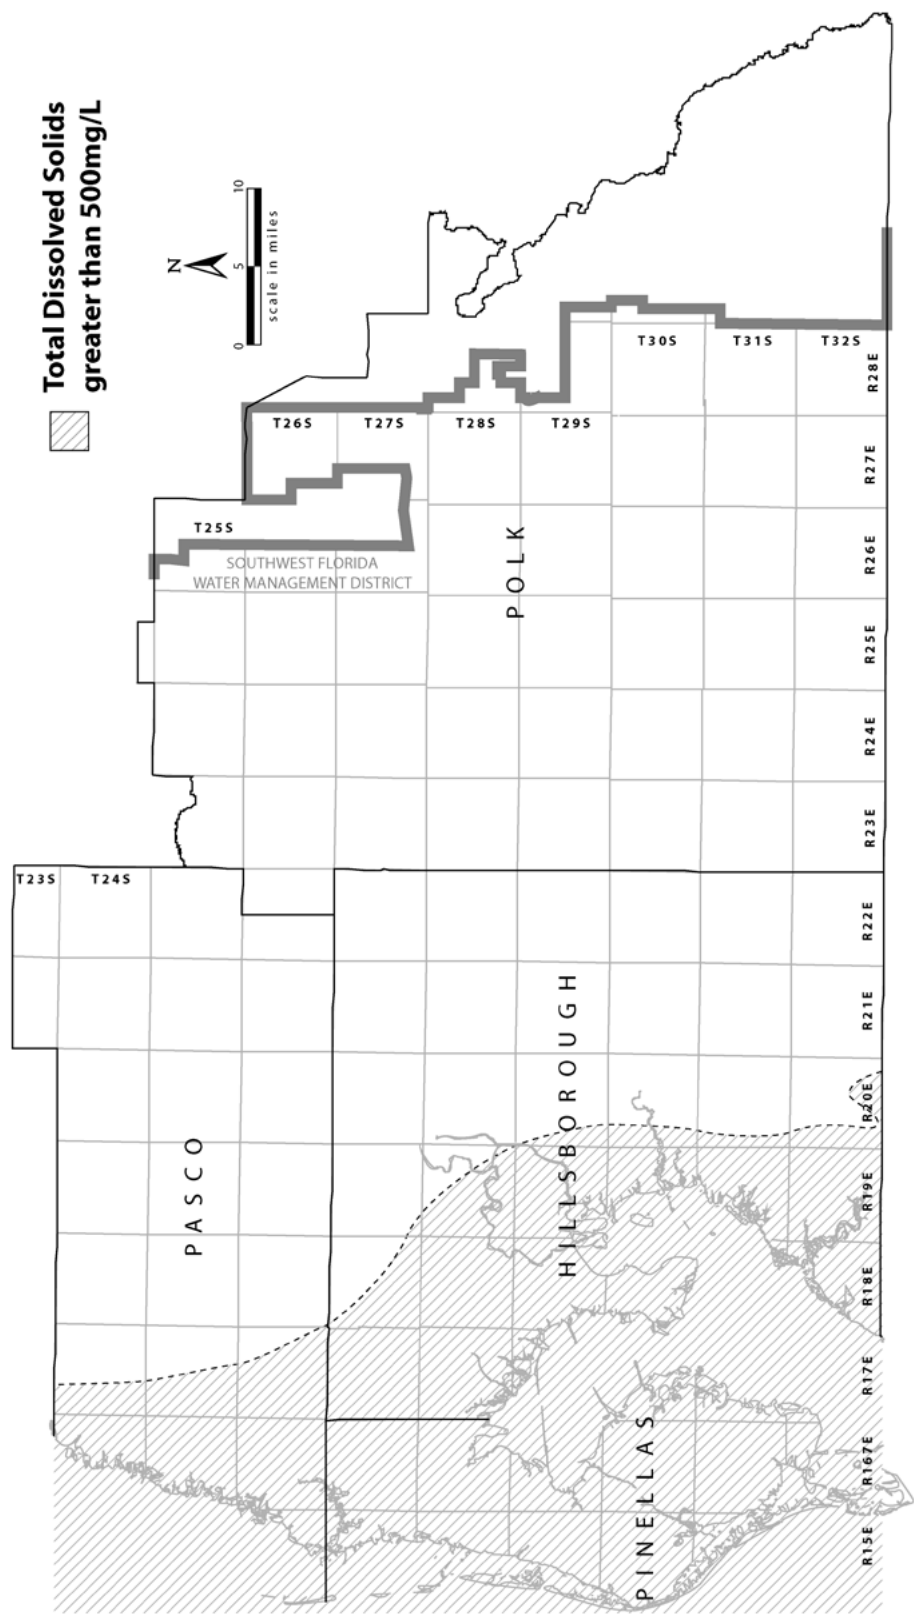 Total Dissolved Solids
greater than 500mg/L
N
0 5 10
scale in miles
T23S
T24S
T25S
T26S
T27S
T28S
T29S
T30S
T31S
T32S
SOUTHWEST FLORIDA
WATER MANAGEMENT DISTRICT
PASCO
POLK
HILLSBOROUGH
PINELLAS
R15E
R167E
R17E
R18E
R19E
R20E
R21E
R22E
R23E
R24E
R25E
R26E
R27E
R28E